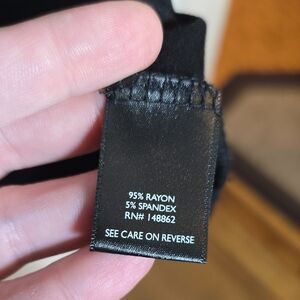 95% RAYON
5% SPANDEX
RN# 148862
SEE CARE ON REVERSE